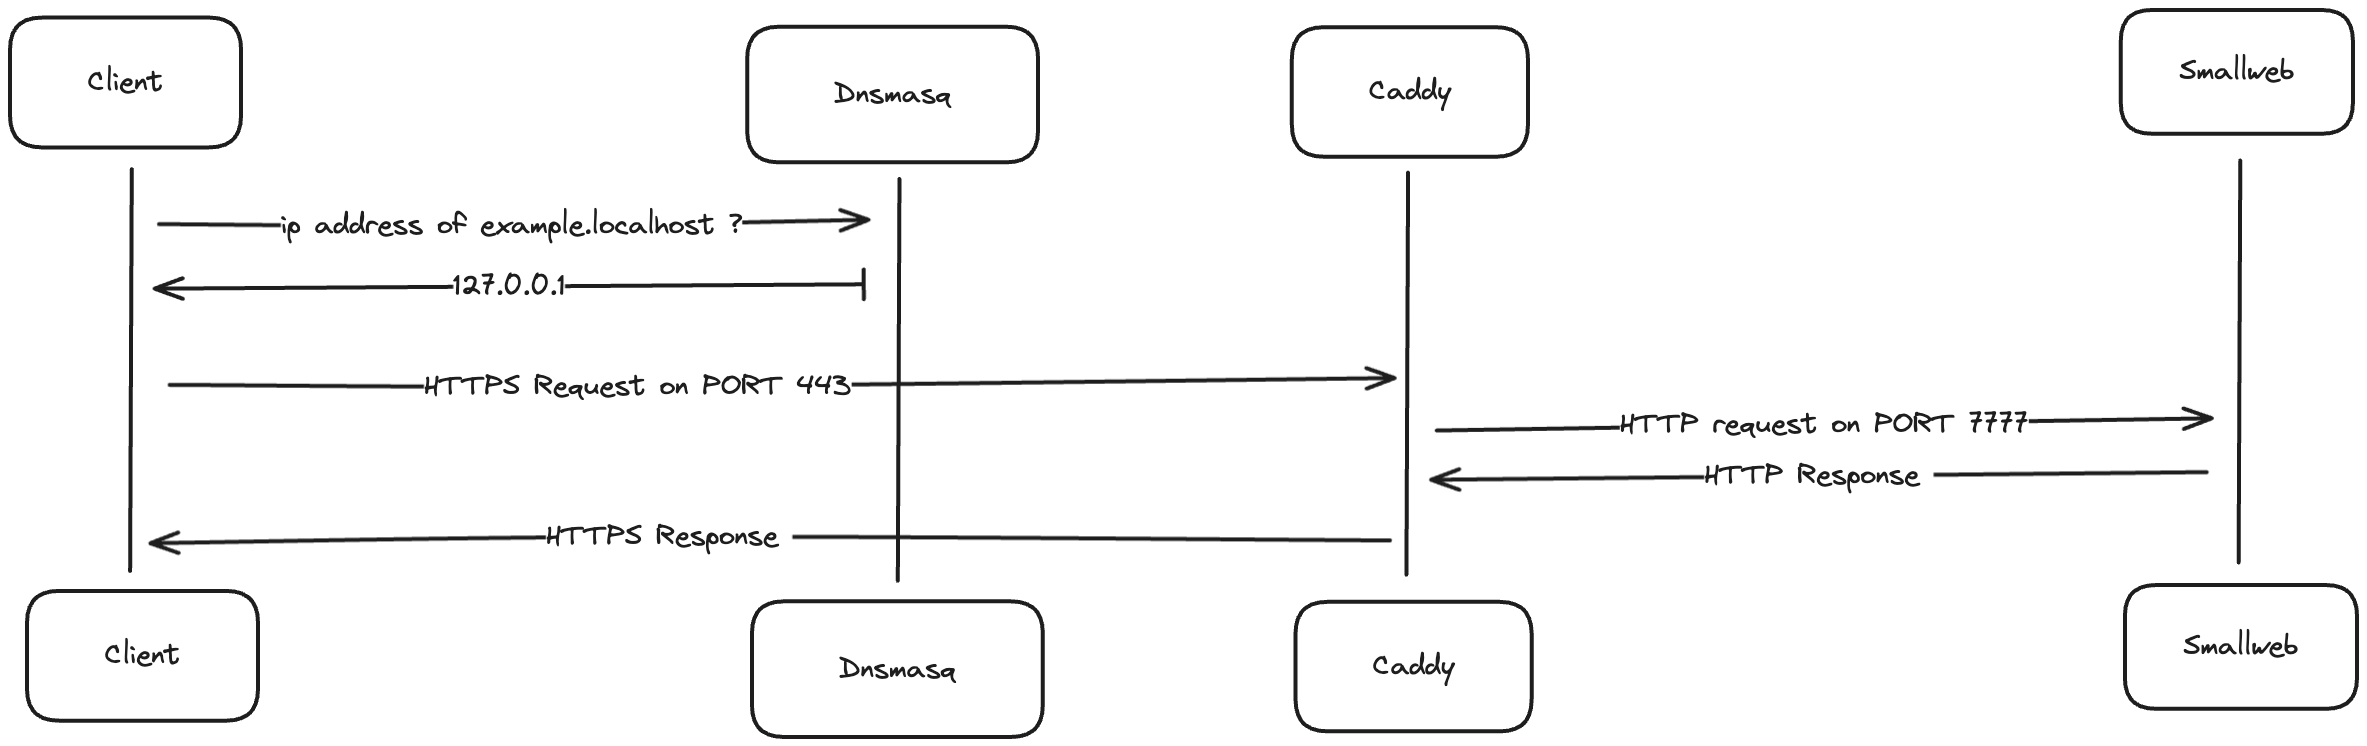 Client
Dnsmasq
Caddy
Smallweb
ip address of example.localhost ?
127.0.0.1
HTTPS Request on PORT 443
HTTP request on PORT 7777
HTTP Response
HTTPS Response
Client
Dnsmasq
Caddy
Smallweb